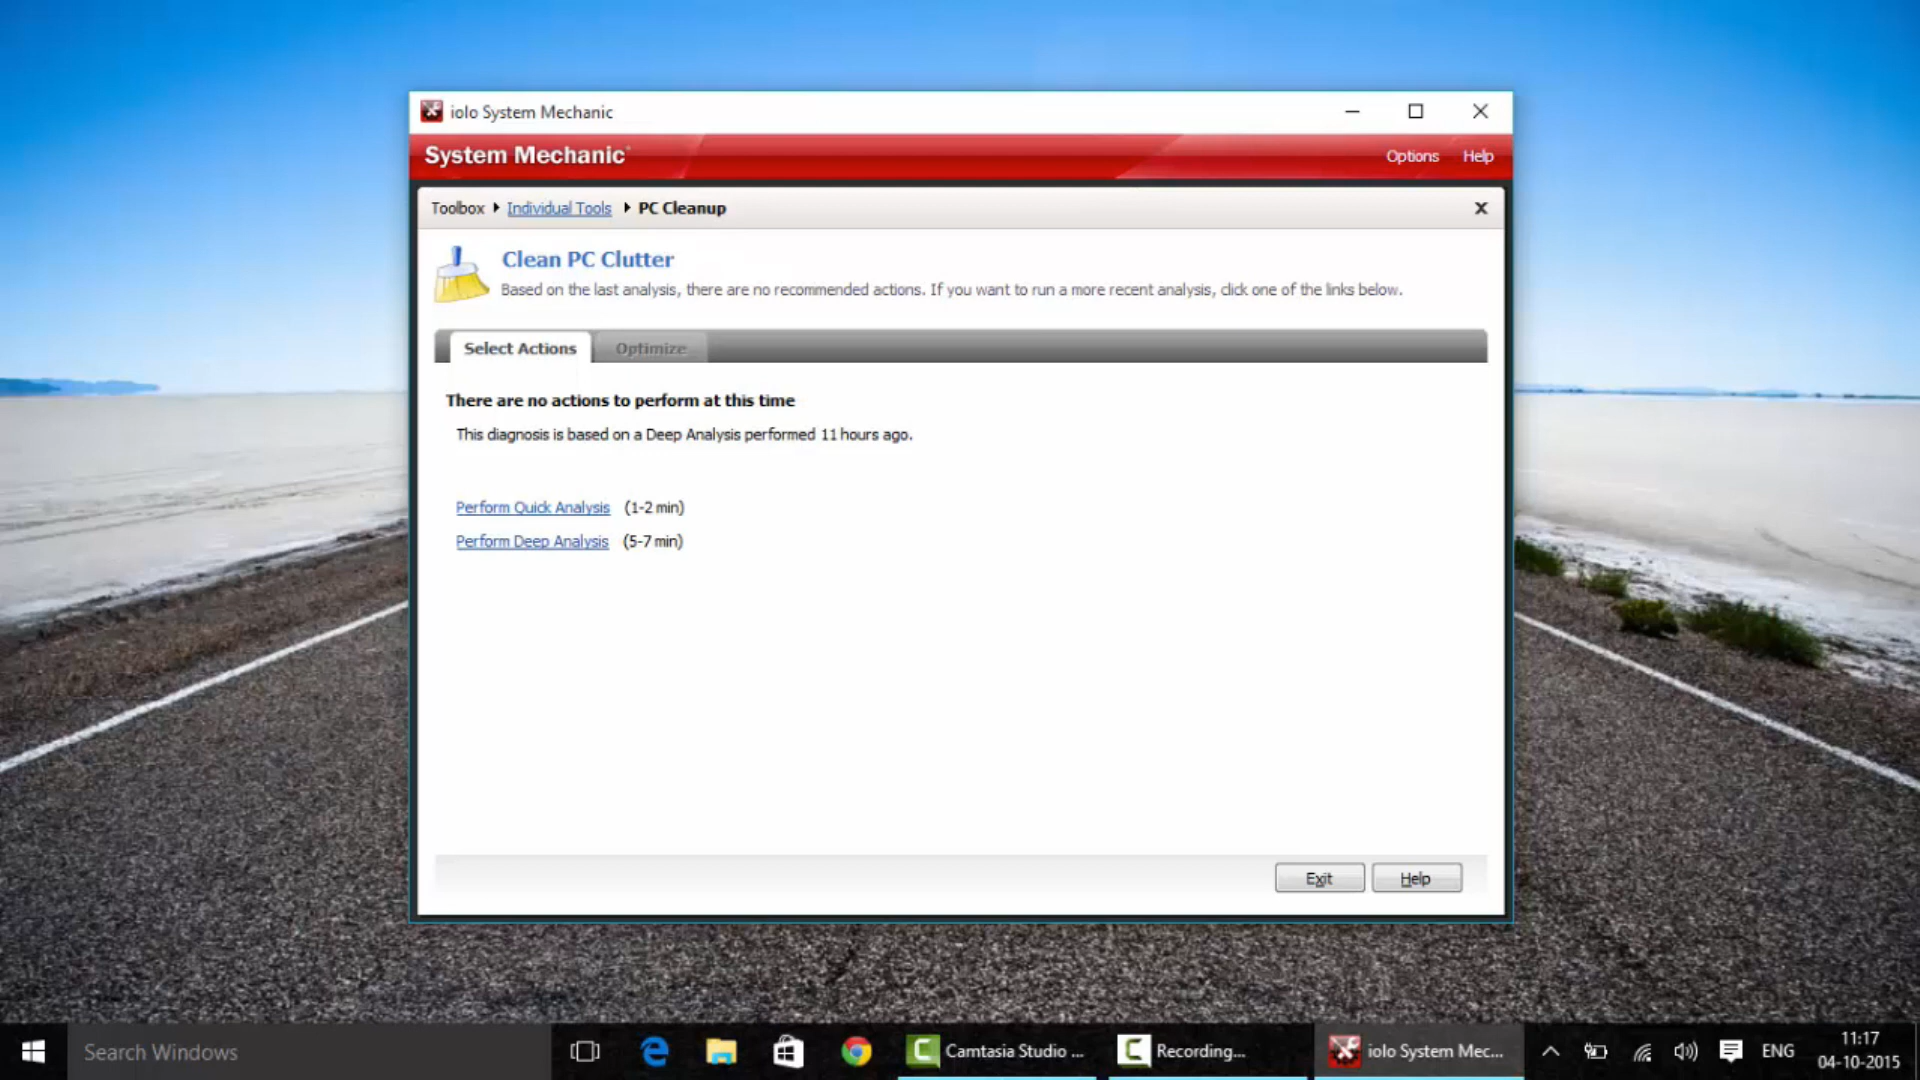 iolo System Mechanic
System Mechanic
Options Help
Toolbox Individual Tools PC Cleanup X
Clean PC Clutter
Based on the last analysis, there are no recommended actions. If you want to run a more recent analysis, click one of the links below.
Select Actions Optimize
There are no actions to perform at this time
This diagnosis is based on a Deep Analysis performed 11 hours ago.
Perform Quick Analysis (1-2 min)
Perform Deep Analysis (5-7 min)
Exit Help
Search Windows
Camtasia Studio ...
Recording...
iolo System Mec...
ENG
11:17
04-10-2015